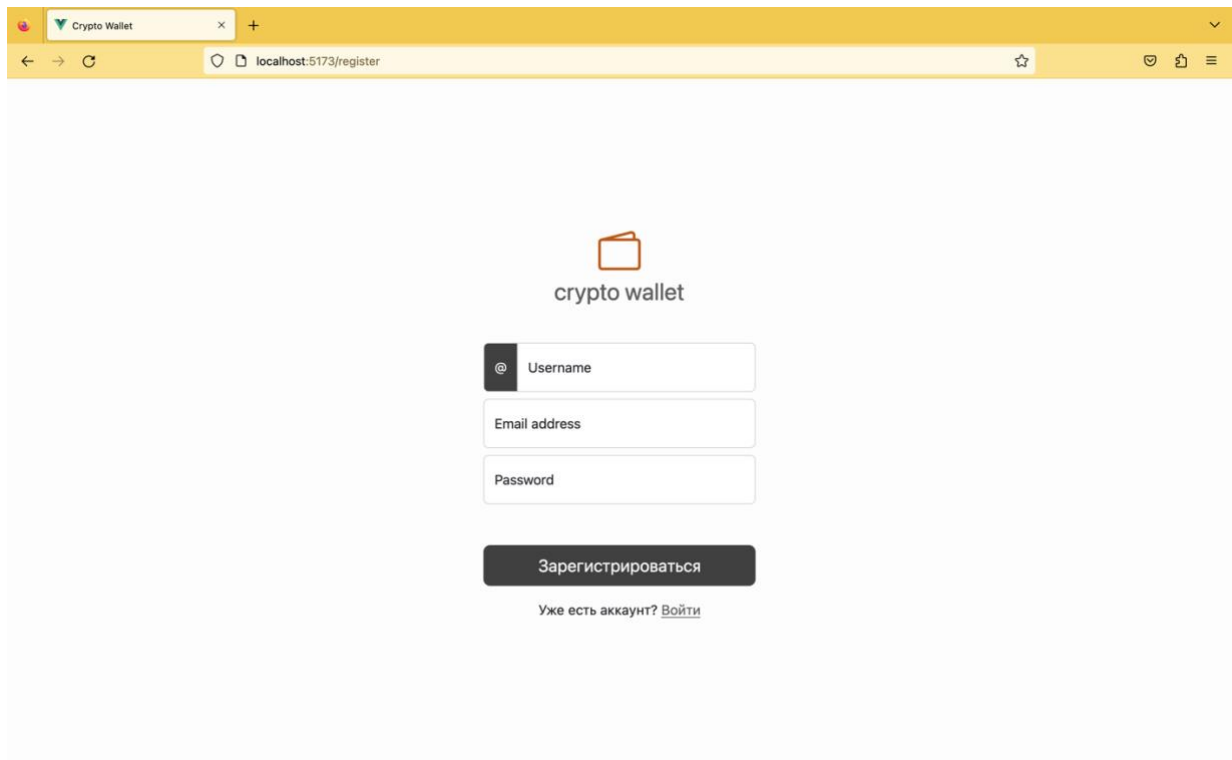 Crypto Wallet
localhost:5173/register
crypto wallet
@ Username
Email address
Password
Зарегистрироваться
Уже есть аккаунт? Войти